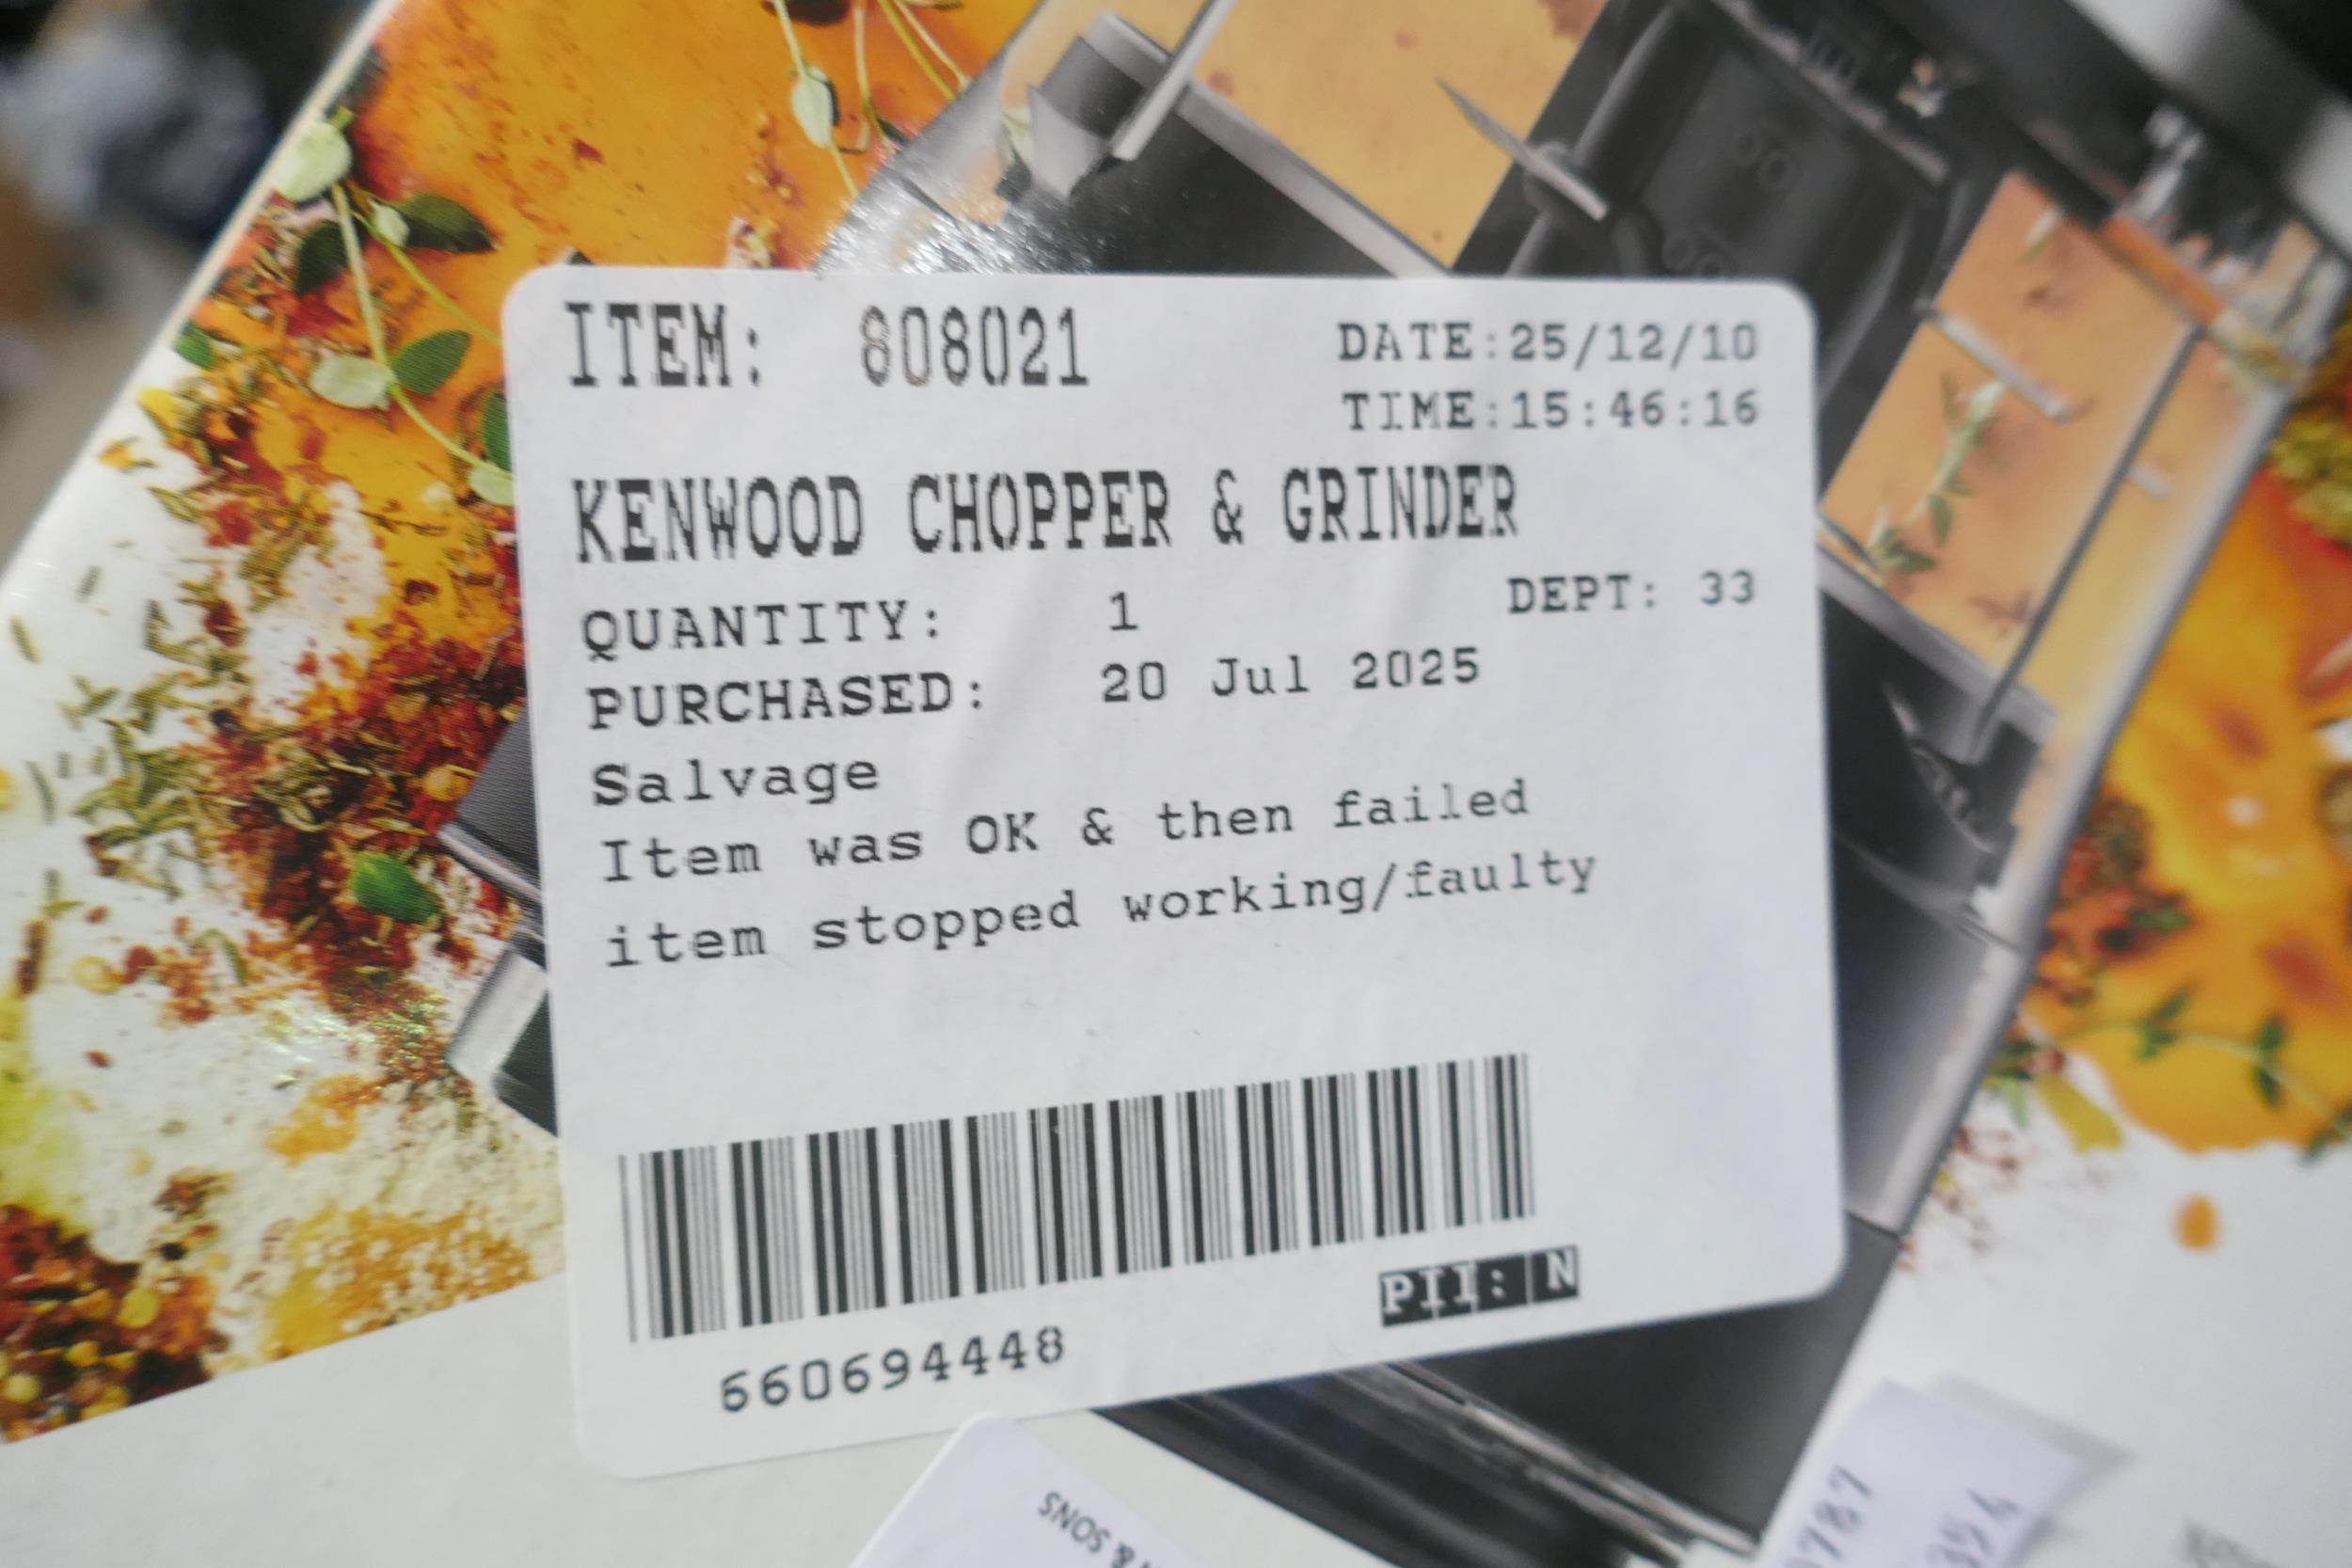 ITEM: 808021
DATE:25/12/10
TIME:15:46:16
KENWOOD CHOPPER & GRINDER
QUANTITY: 1
DEPT: 33
PURCHASED: 20 Jul 2025
Salvage
Item was OK & then failed
item stopped working/faulty
660694448
PII: N
& SONS